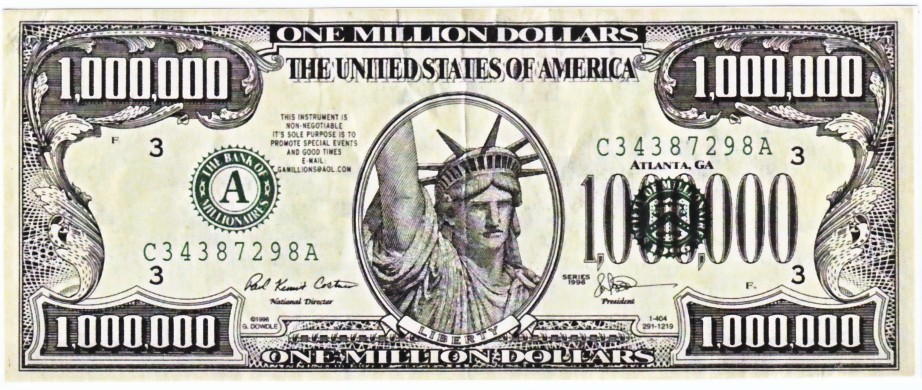 ONE MILLION DOLLARS
THE UNITED STATES OF AMERICA
1,000,000
1,000,000
THIS INSTRUMENT IS
NON-NEGOTIABLE
IT'S SOLE PURPOSE IS TO
PROMOTE SPECIAL EVENTS
AND GOOD TIMES
E-MAIL:
GAMILLIONS@AOL.COM
F 3
C34387298A 3
ATLANTA, GA
THE BANK OF
A
MILLIONAIRES
1,000,000
C34387298A
3
3
F.
SERIES
1996
National Director
President
©1996
G. DOWDLE
1-404
291-1219
LIBERTY
1,000,000
1,000,000
ONE MILLION DOLLARS